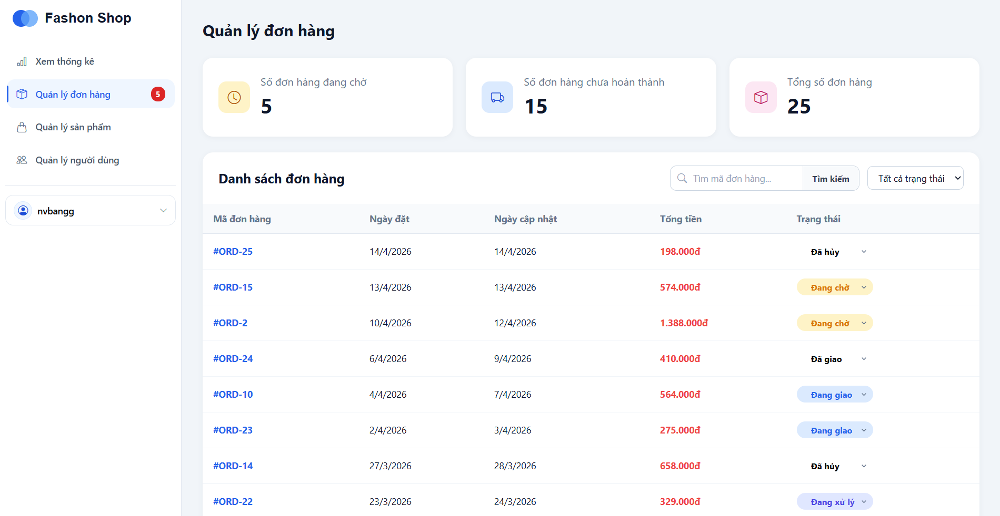 Fashon Shop
Xem thống kê
Quản lý đơn hàng 5
Quản lý sản phẩm
Quản lý người dùng
nvbangg
Quản lý đơn hàng
Số đơn hàng đang chờ
5
Số đơn hàng chưa hoàn thành
15
Tổng số đơn hàng
25
Danh sách đơn hàng
Tìm mã đơn hàng... Tìm kiếm Tất cả trạng thái
Mã đơn hàng Ngày đặt Ngày cập nhật Tổng tiền Trạng thái
#ORD-25 14/4/2026 14/4/2026 198.000đ Đã hủy
#ORD-15 13/4/2026 13/4/2026 574.000đ Đang chờ
#ORD-2 10/4/2026 12/4/2026 1.388.000đ Đang chờ
#ORD-24 6/4/2026 9/4/2026 410.000đ Đã giao
#ORD-10 4/4/2026 7/4/2026 564.000đ Đang giao
#ORD-23 2/4/2026 3/4/2026 275.000đ Đang giao
#ORD-14 27/3/2026 28/3/2026 658.000đ Đã hủy
#ORD-22 23/3/2026 24/3/2026 329.000đ Đang xử lý